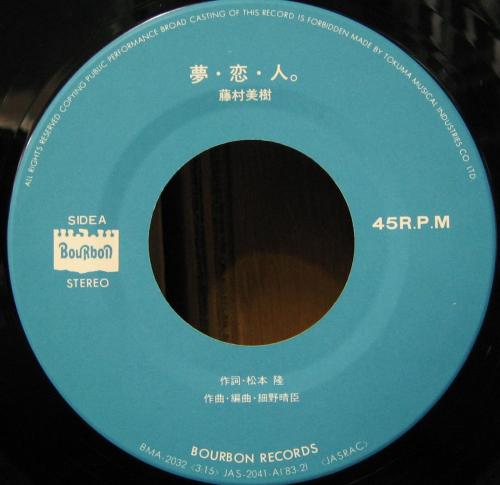 ALL RIGHTS RESERVED COPYING PUBLIC PERFORMANCE BROAD CASTING OF THIS RECORD IS FORBIDDEN MADE BY TOKUMA MUSICAL INDUSTRIES CO. LTD.
夢・恋・人。
藤村美樹
SIDE A
BouRbon
STEREO
45R.P.M
作詞・松本 隆
作曲・編曲・細野晴臣
BOURBON RECORDS
BMA-2032 〈3:15〉 JAS-2041-A('83・2) 〈JASRAC〉